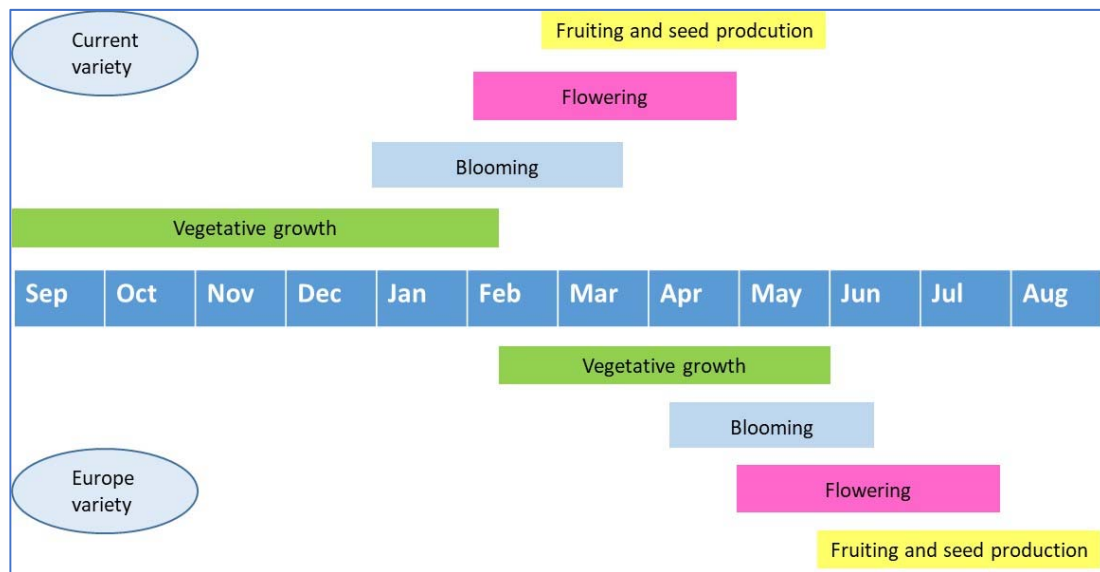 Current
variety
Fruiting and seed prodcution
Flowering
Blooming
Vegetative growth
Sep Oct Nov Dec Jan Feb Mar Apr May Jun Jul Aug
Vegetative growth
Blooming
Europe
variety
Flowering
Fruiting and seed production